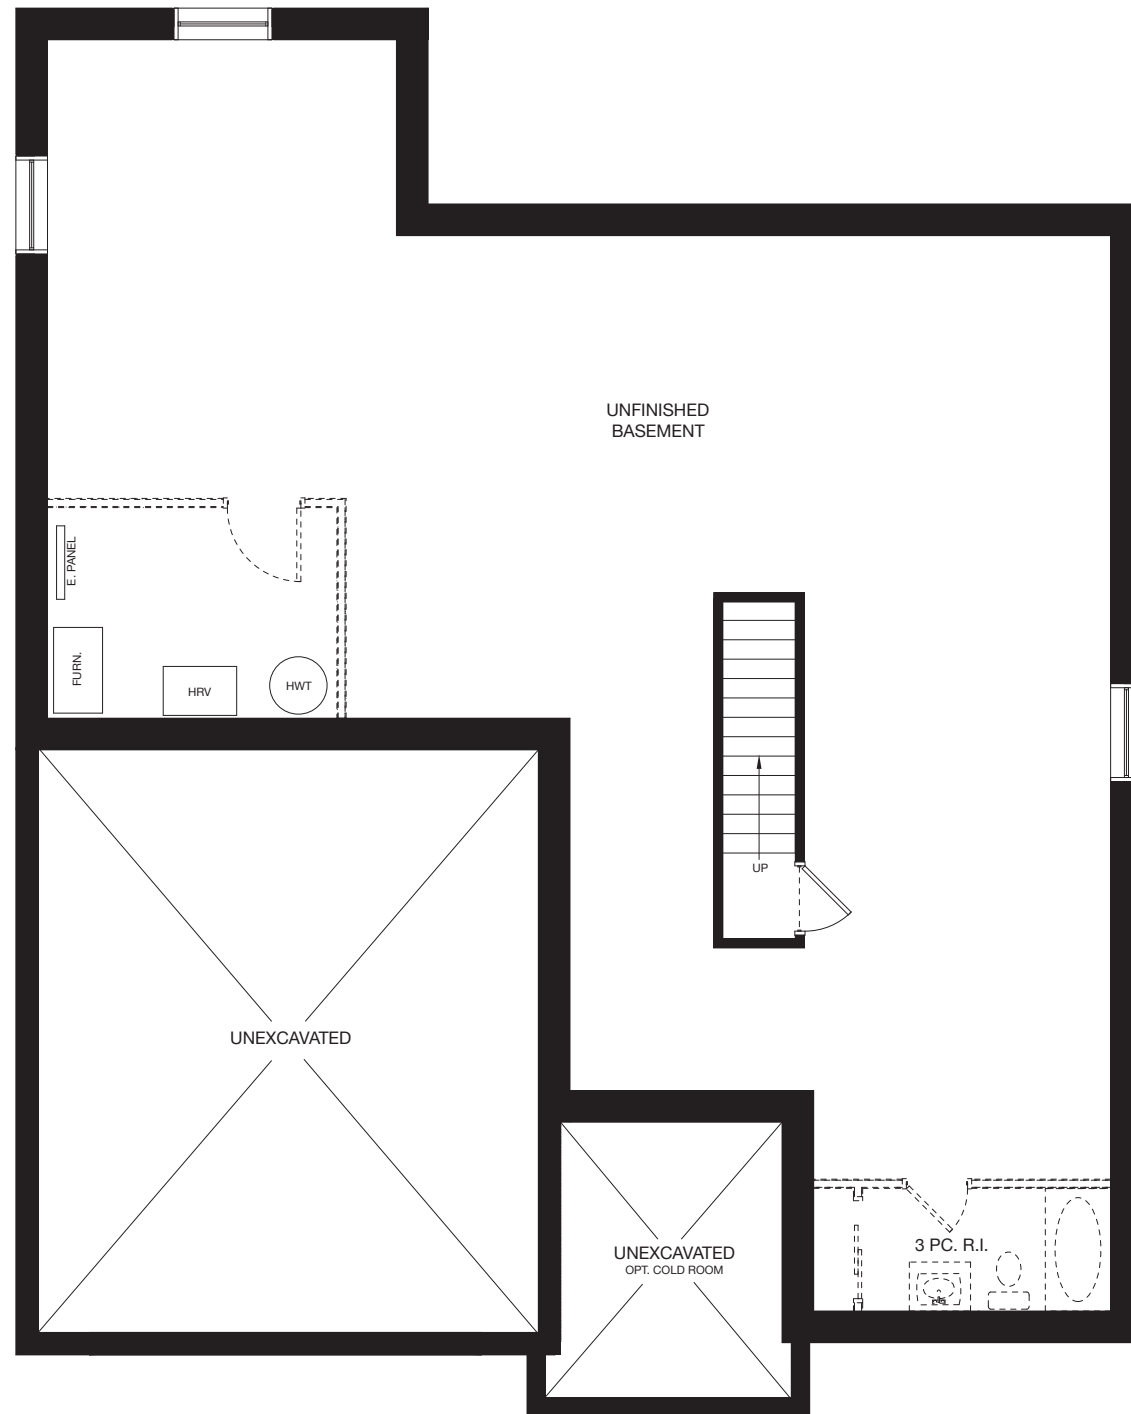 UNFINISHED
BASEMENT
E. PANEL
FURN.
HRV
HWT
UP
UNEXCAVATED
3 PC. R.I.
UNEXCAVATED
OPT. COLD ROOM